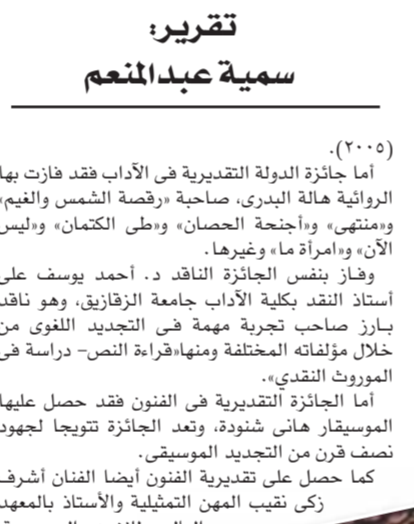 تقرير:
سمية عبدالمنعم
(٢٠٠٥).
أما جائزة الدولة التقديرية فى الآداب فقد فازت بها
الروائية هالة البدرى، صاحبة «رقصة الشمس والغيم»
و«منتهى» و«أجنحة الحصان» و«طى الكتمان» و«ليس
الآن» و«امرأة ما» وغيرها.
وفاز بنفس الجائزة الناقد د. أحمد يوسف على
أستاذ النقد بكلية الآداب جامعة الزقازيق، وهو ناقد
بارز صاحب تجربة مهمة فى التجديد اللغوى من
خلال مؤلفاته المختلفة ومنها«قراءة النص- دراسة فى
الموروث النقدي».
أما الجائزة التقديرية فى الفنون فقد حصل عليها
الموسيقار هانى شنودة، وتعد الجائزة تتويجا لجهود
نصف قرن من التجديد الموسيقى.
كما حصل على تقديرية الفنون أيضا الفنان أشرف
زكى نقيب المهن التمثيلية والأستاذ بالمعهد